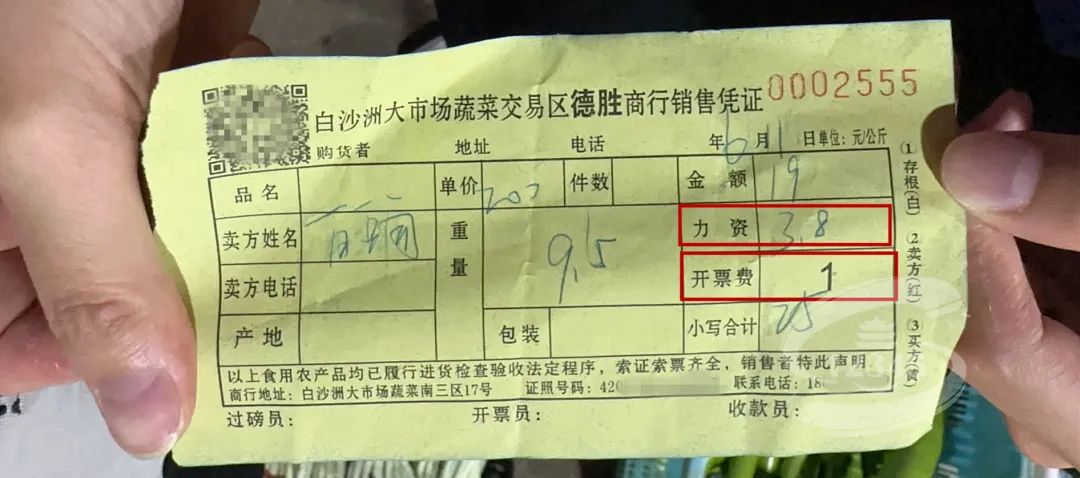 白沙洲大市场蔬菜交易区德胜商行销售凭证 0002555
购货者 地址 电话 年6月1日 单位:元/公斤
品名 单价 200 件数 金额 19
卖方姓名 重量 9.5 力资 3.8
卖方电话 开票费 1
产地 包装 小写合计 25
以上食用农产品均已履行进货检查验收法定程序,索证索票齐全,销售者特此声明
商行地址:白沙洲大市场蔬菜南三区17号 证照号码:420 联系电话:18
过磅员: 开票员: 收款员:
①存根(白) ②卖方(红) ③买方(黄